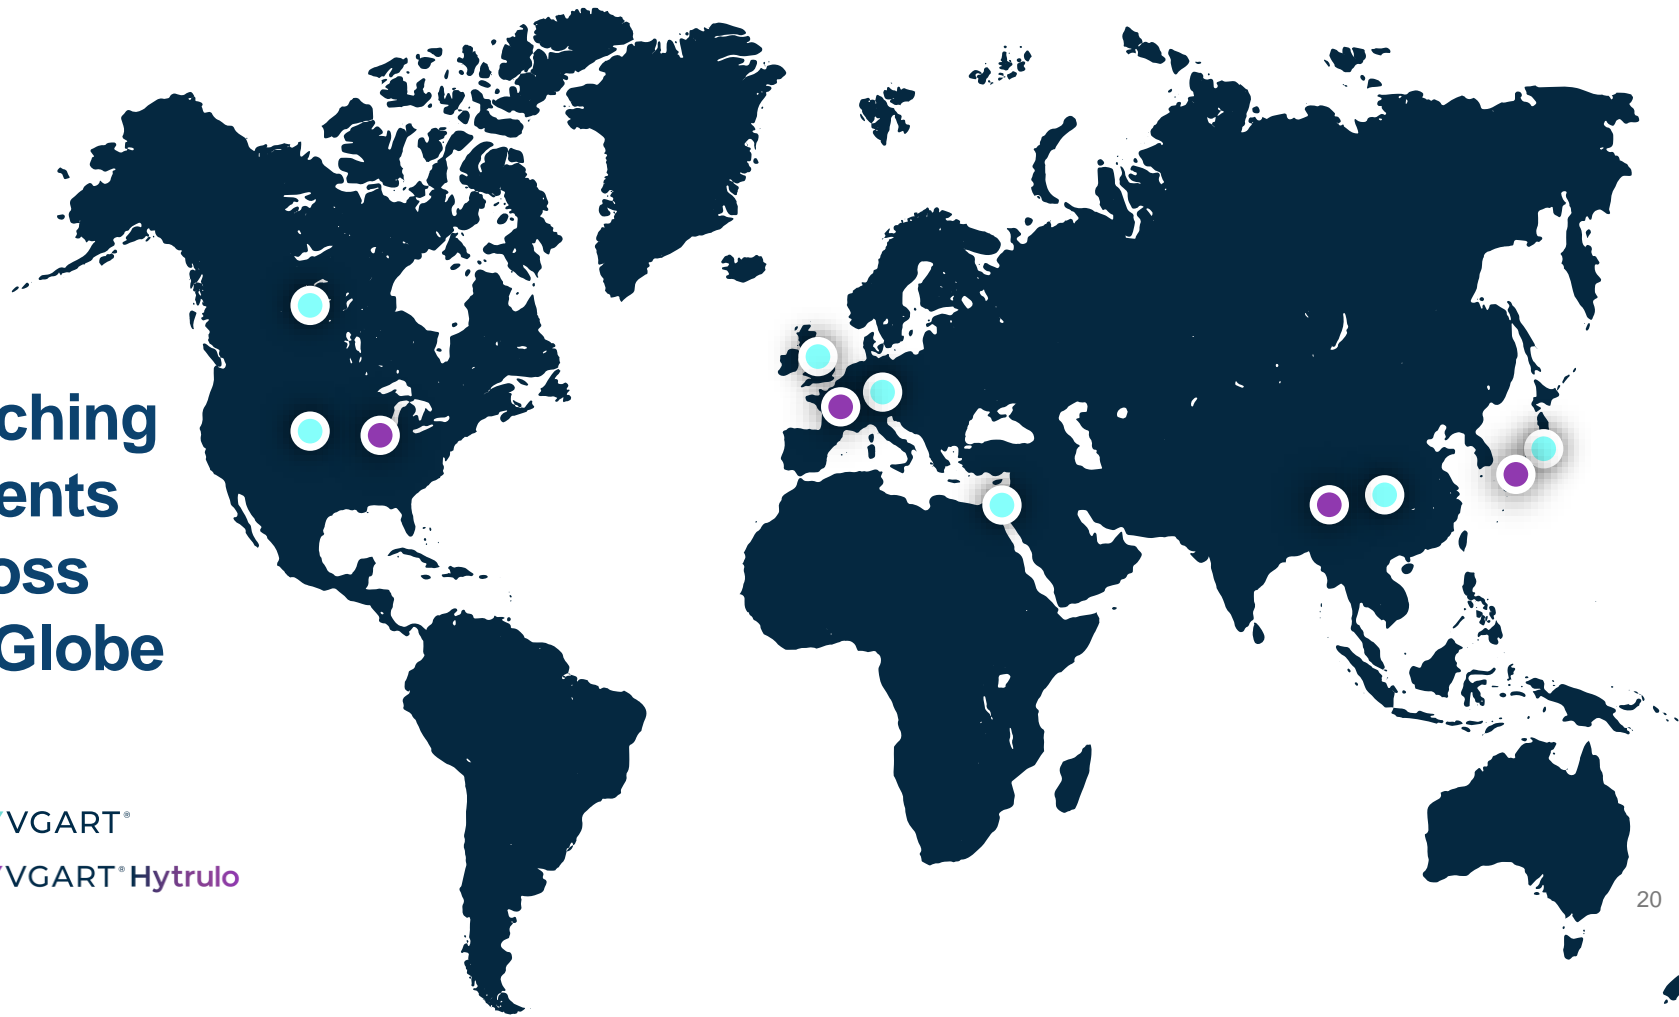 ching
ents
oss
Globe
VGART®
VGART® Hytrulo
20